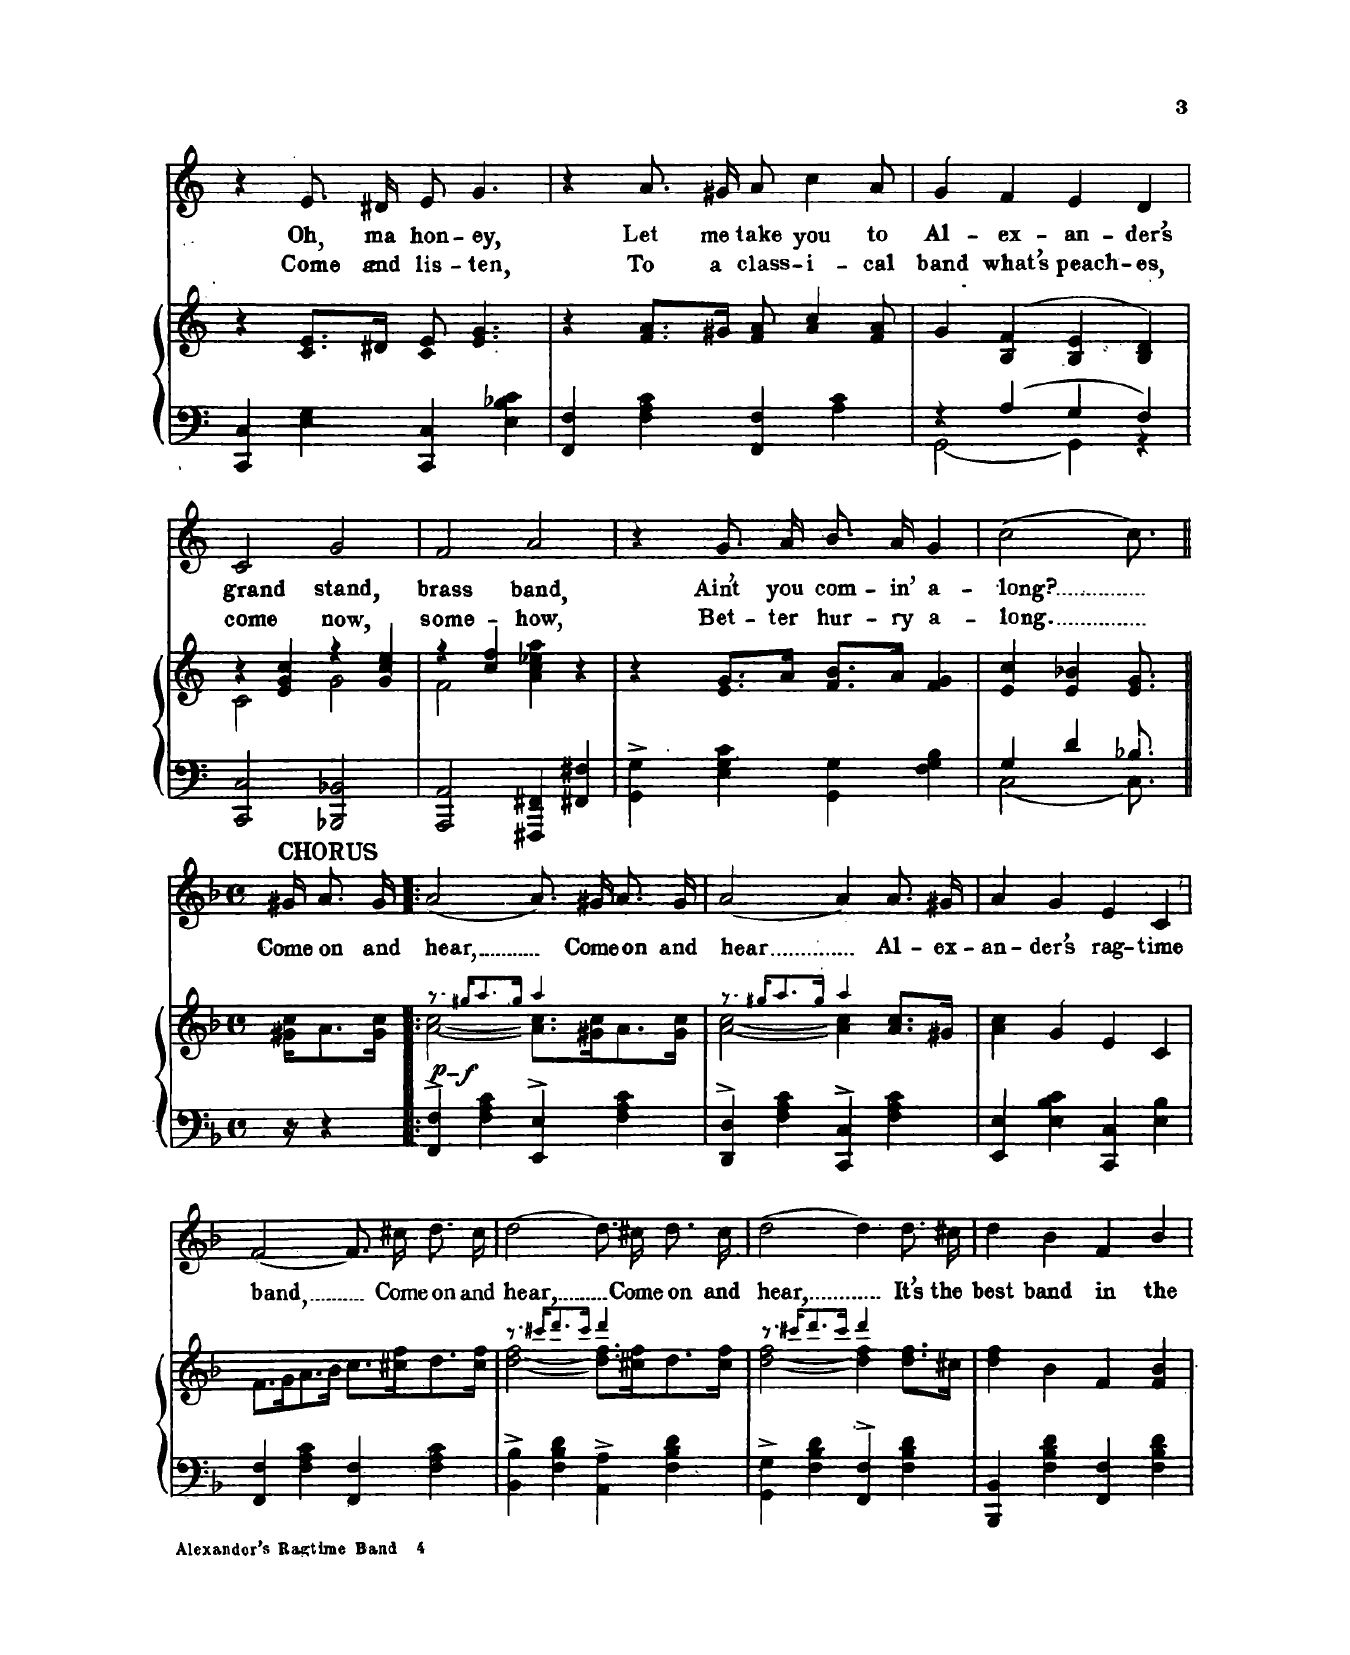 3
Oh, ma hon - ey, Let me take you to Al - ex - an - der's
Come and lis - ten, To a class - i - cal band what's peach - es,
grand stand, brass band, Ain't you com - in' a - long?
come now, some - how, Bet - ter hur - ry a - long.
CHORUS
Come on and hear, Come on and hear Al - ex - an - der's rag - time
p-f
band, Come on and hear, Come on and hear, It's the best band in the
Alexander's Ragtime Band 4